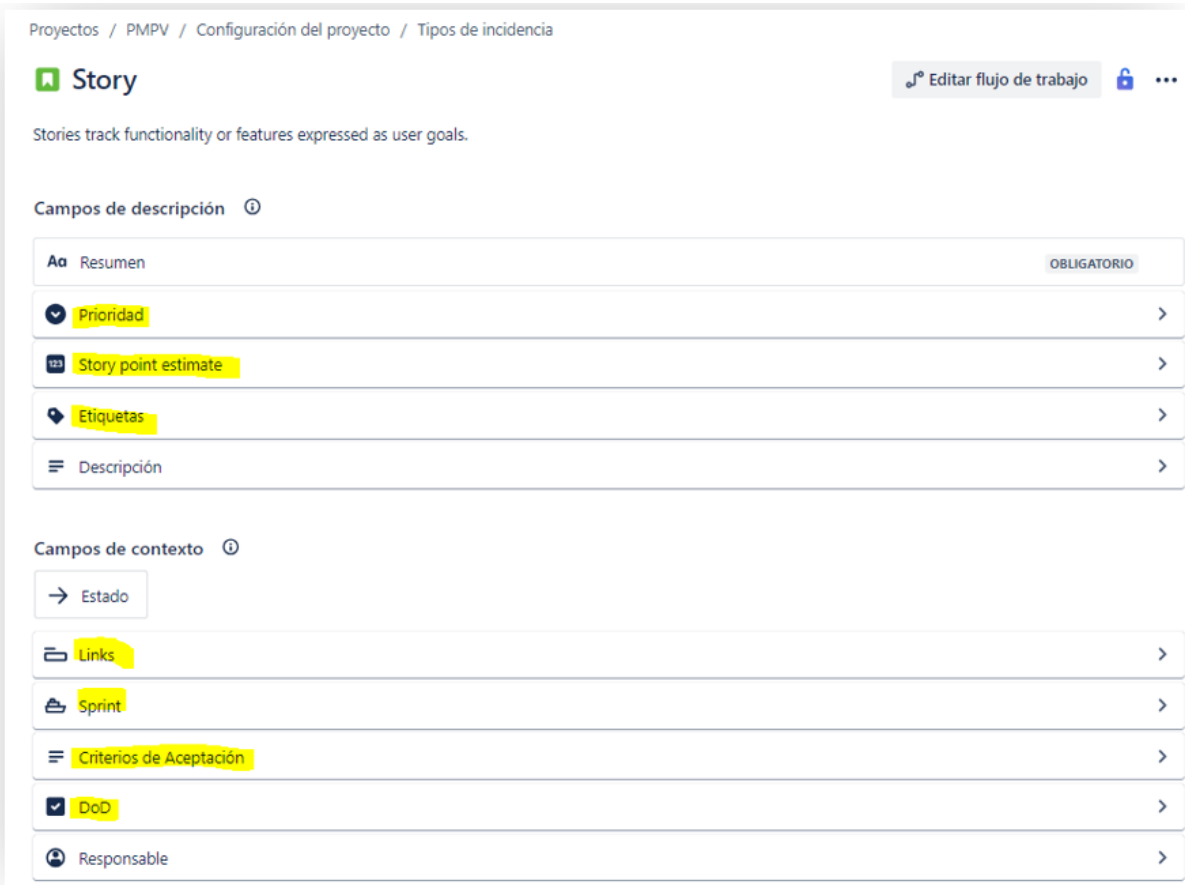 Proyectos / PMPV / Configuración del proyecto / Tipos de incidencia
Story
Editar flujo de trabajo
Stories track functionality or features expressed as user goals.
Campos de descripción
Aa Resumen OBLIGATORIO
Prioridad
123 Story point estimate
Etiquetas
Descripción
Campos de contexto
Estado
Links
Sprint
Criterios de Aceptación
DoD
Responsable